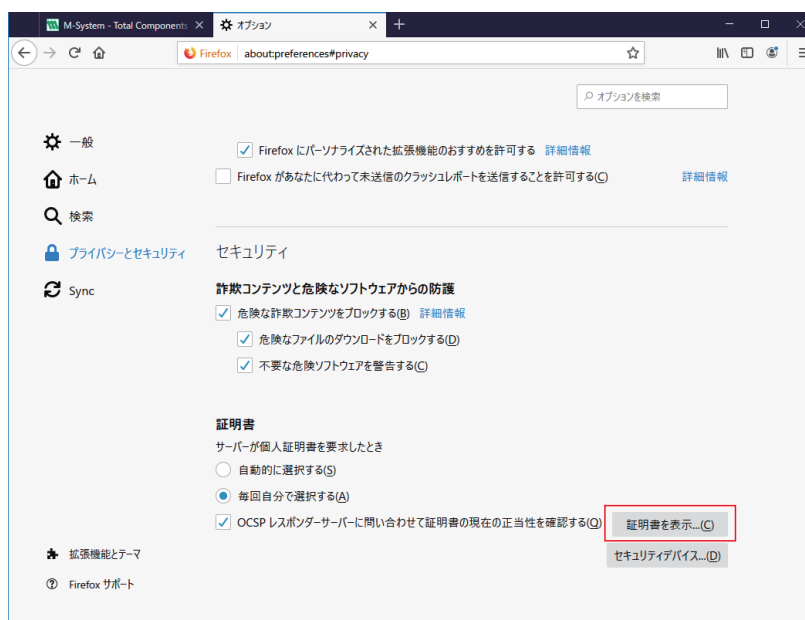 M-System - Total Components
オプション
Firefox about:preferences#privacy
オプションを検索
一般
Firefox にパーソナライズされた拡張機能のおすすめを許可する 詳細情報
ホーム
Firefox があなたに代わって未送信のクラッシュレポートを送信することを許可する(C) 詳細情報
検索
プライバシーとセキュリティ
セキュリティ
Sync
詐欺コンテンツと危険なソフトウェアからの防護
危険な詐欺コンテンツをブロックする(B) 詳細情報
危険なファイルのダウンロードをブロックする(D)
不要な危険ソフトウェアを警告する(C)
証明書
サーバーが個人証明書を要求したとき
自動的に選択する(S)
毎回自分で選択する(A)
OCSP レスポンダーサーバーに問い合わせて証明書の現在の正当性を確認する(Q) 証明書を表示...(C)
拡張機能とテーマ
セキュリティデバイス...(D)
Firefox サポート